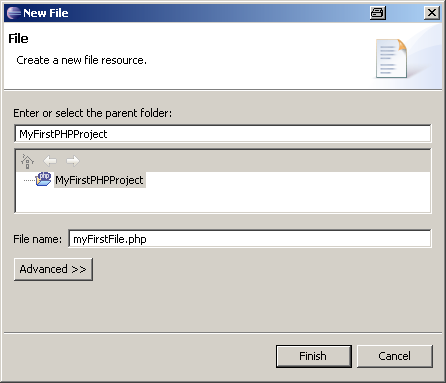 New File
File
Create a new file resource.
Enter or select the parent folder:
MyFirstPHPProject
php
MyFirstPHPProject
File name:
myFirstFile.php
Advanced >>
Finish
Cancel